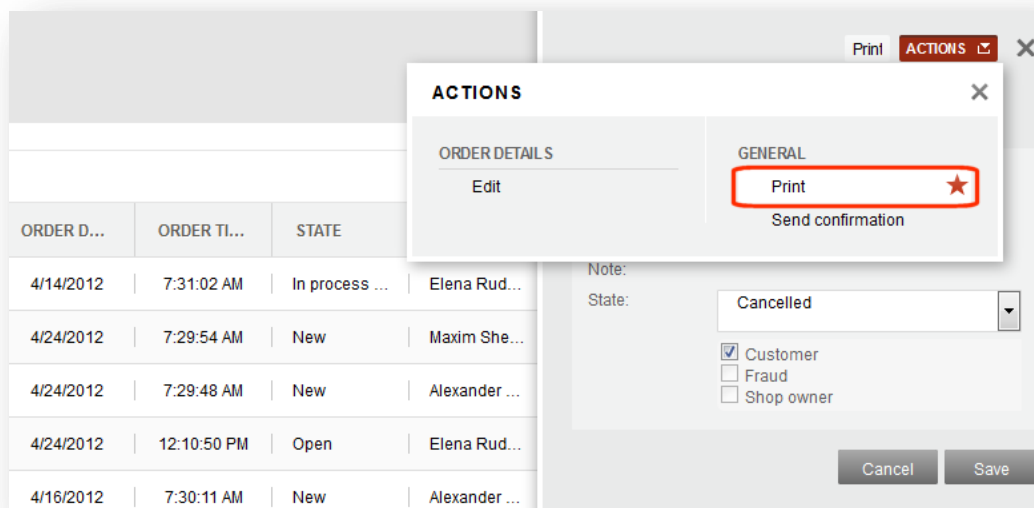 Print ACTIONS
ACTIONS
ORDER DETAILS
Edit
GENERAL
Print
Send confirmation
ORDER D... ORDER TI... STATE
4/14/2012 7:31:02 AM In process ... Elena Rud...
4/24/2012 7:29:54 AM New Maxim She...
4/24/2012 7:29:48 AM New Alexander ...
4/24/2012 12:10:50 PM Open Elena Rud...
4/16/2012 7:30:11 AM New Alexander ...
Note:
State: Cancelled
Customer
Fraud
Shop owner
Cancel Save